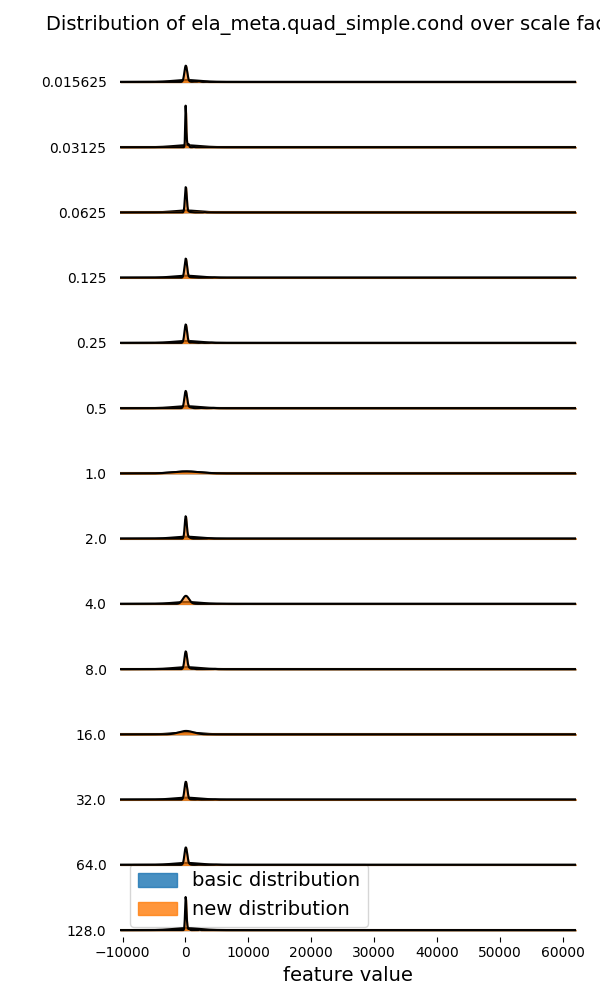 Distribution of ela_meta.quad_simple.cond over scale fac
0.015625
0.03125
0.0625
0.125
0.25
0.5
1.0
2.0
4.0
8.0
16.0
32.0
64.0
basic distribution
new distribution
128.0
−10000 0 10000 20000 30000 40000 50000 60000
feature value